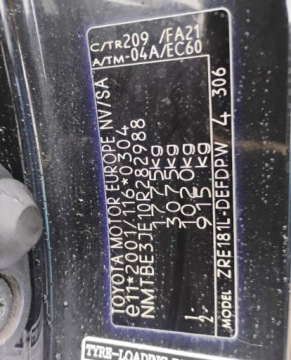 TOYOTA MOTOR EUROPE NV/SA
e11*2001/116*0304
NMTBE3JE10R282988
1775kg
3075kg
1- kg
2- 915kg
MODEL ZRE181L-DEFDPW 4 306
C/TR209 /FA21
A/TM-04A/EC60
TYRE-LOADING